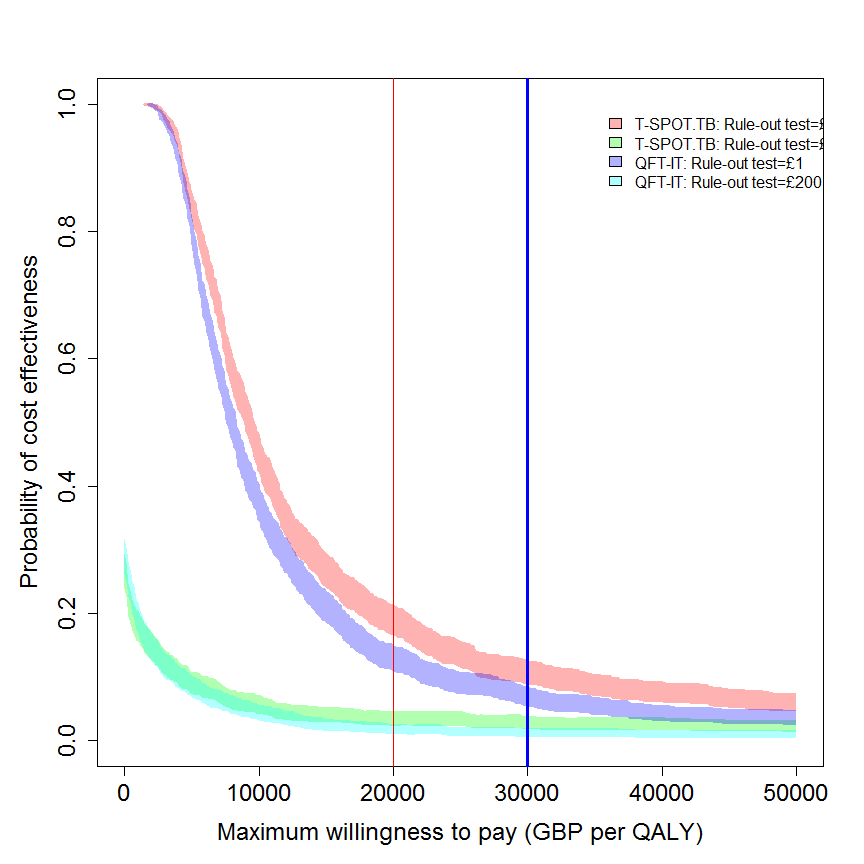 Probability of cost effectiveness
1.0
0.8
0.6
0.4
0.2
0.0
T-SPOT.TB: Rule-out test=£
T-SPOT.TB: Rule-out test=£
QFT-IT: Rule-out test=£1
QFT-IT: Rule-out test=£200
0 10000 20000 30000 40000 50000
Maximum willingness to pay (GBP per QALY)